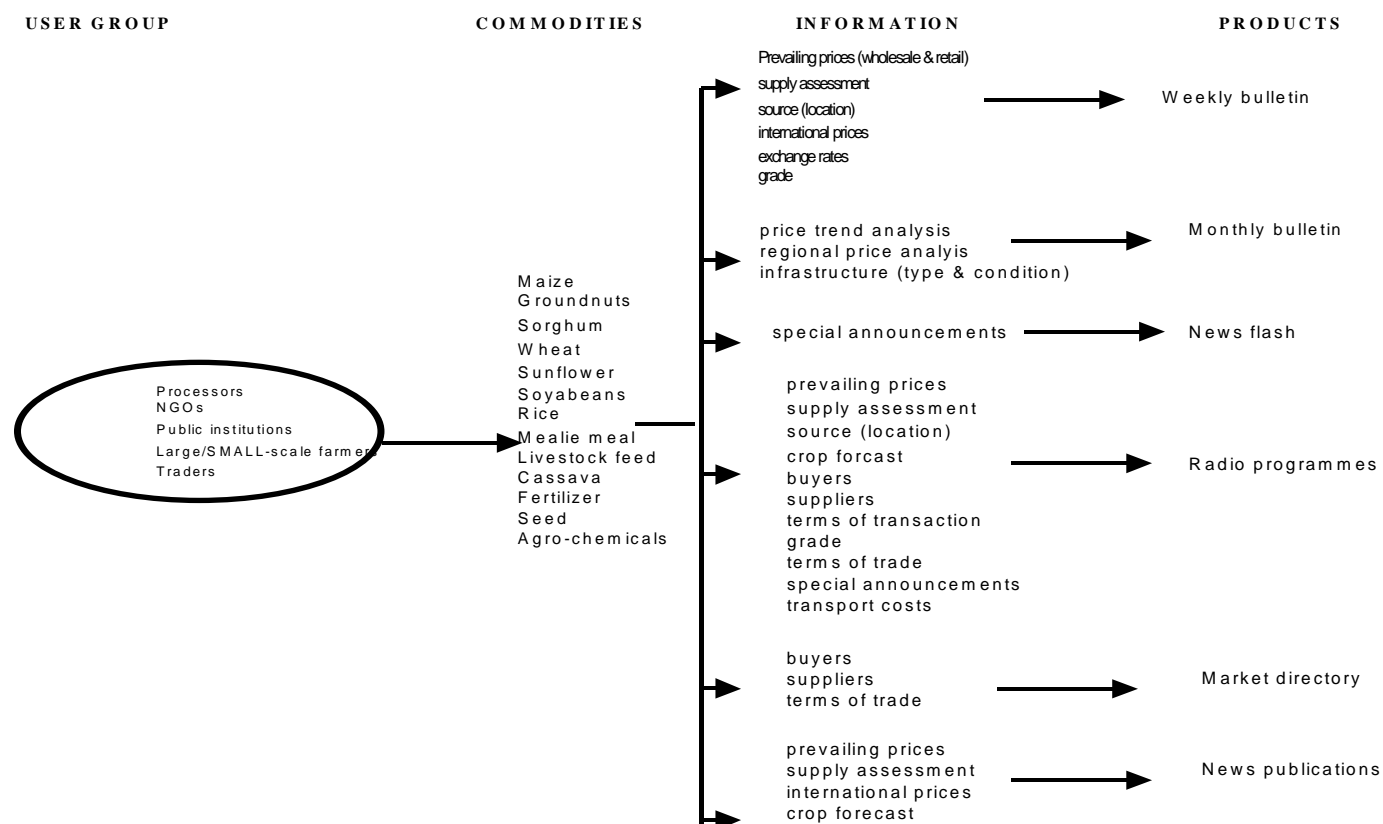 USER GROUP
COMMODITIES
INFORMATION
PRODUCTS
Processors
NGOs
Public institutions
Large/SMALL-scale farmers
Traders
Maize
Groundnuts
Sorghum
Wheat
Sunflower
Soyabeans
Rice
Mealie meal
Livestock feed
Cassava
Fertilizer
Seed
Agro-chemicals
Prevailing prices (wholesale & retail)
supply assessment
source (location)
international prices
exchange rates
grade
Weekly bulletin
price trend analysis
regional price analyis
infrastructure (type & condition)
Monthly bulletin
special announcements
News flash
prevailing prices
supply assessment
source (location)
crop forcast
buyers
suppliers
terms of transaction
grade
terms of trade
special announcements
transport costs
Radio programmes
buyers
suppliers
terms of trade
Market directory
prevailing prices
supply assessment
international prices
crop forecast
News publications